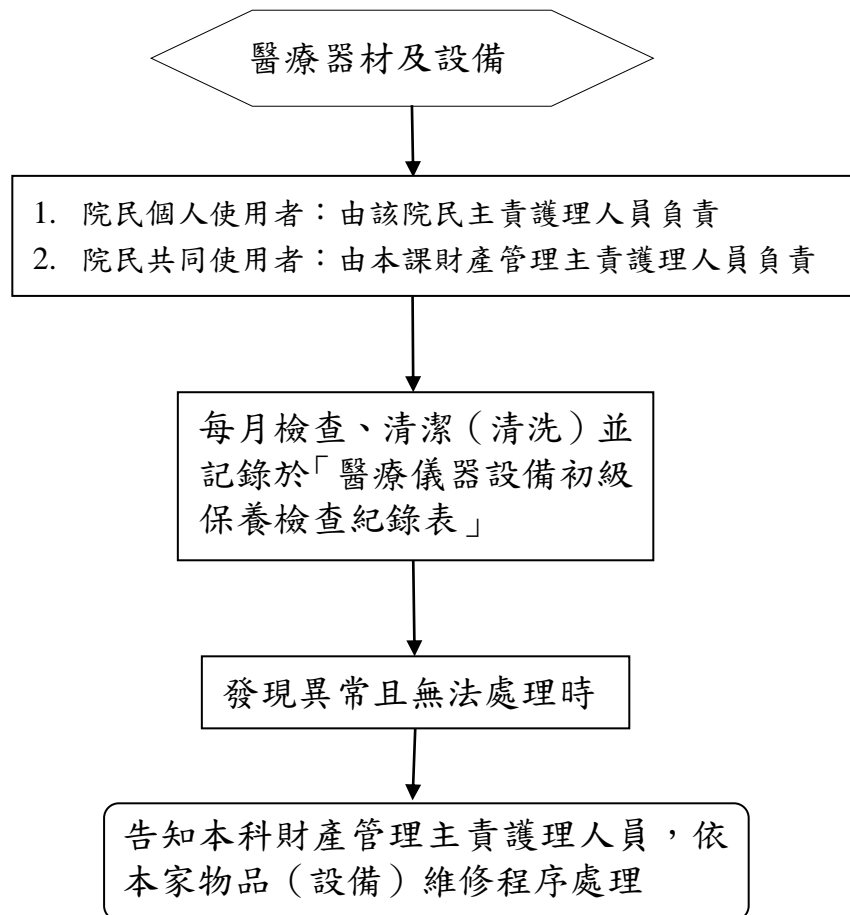 醫療器材及設備
1. 院民個人使用者：由該院民主責護理人員負責
2. 院民共同使用者：由本課財產管理主責護理人員負責
每月檢查、清潔（清洗）並
記錄於「醫療儀器設備初級
保養檢查紀錄表」
發現異常且無法處理時
告知本科財產管理主責護理人員，依
本家物品（設備）維修程序處理